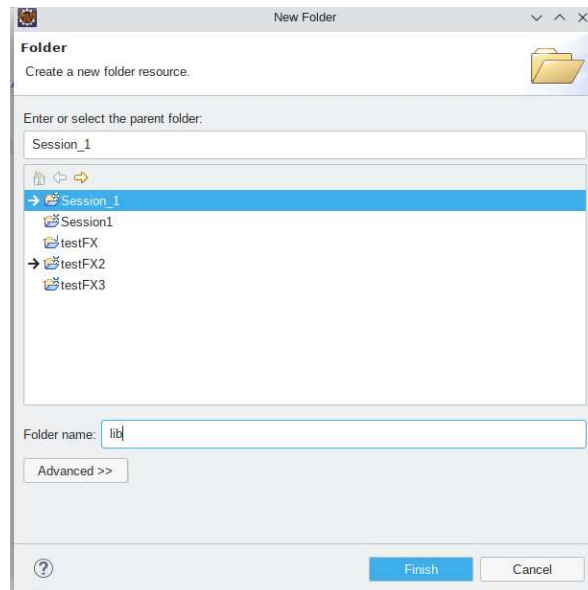 New Folder
Folder
Create a new folder resource.
Enter or select the parent folder:
Session_1
Session_1
Session1
testFX
testFX2
testFX3
Folder name: lib
Advanced >>
? Finish Cancel